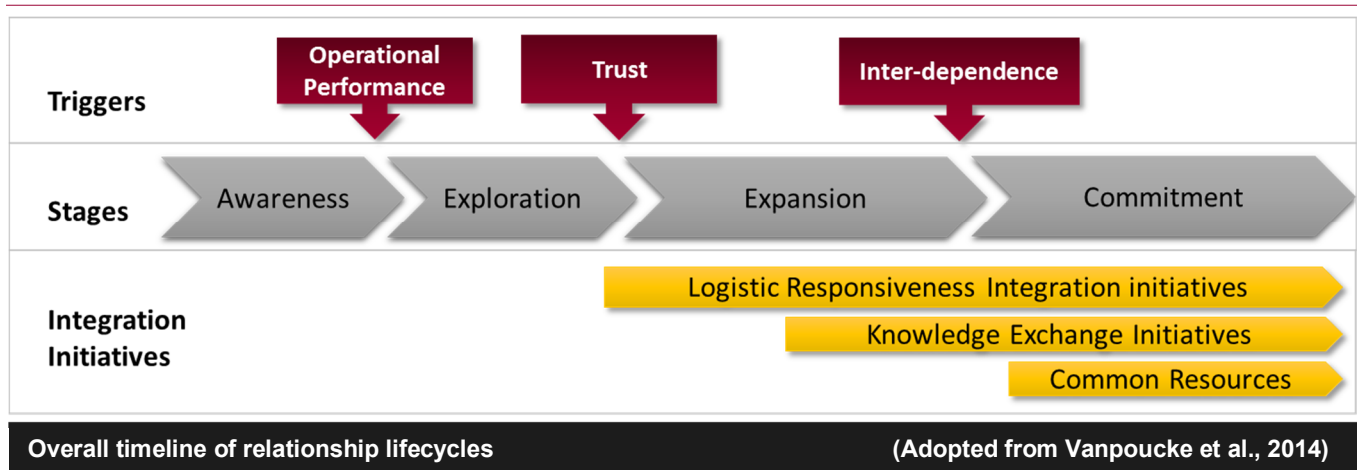 Operational
Performance
Trust
Inter-dependence
Triggers
Stages
Awareness
Exploration
Expansion
Commitment
Integration
Initiatives
Logistic Responsiveness Integration initiatives
Knowledge Exchange Initiatives
Common Resources
Overall timeline of relationship lifecycles
(Adopted from Vanpoucke et al., 2014)